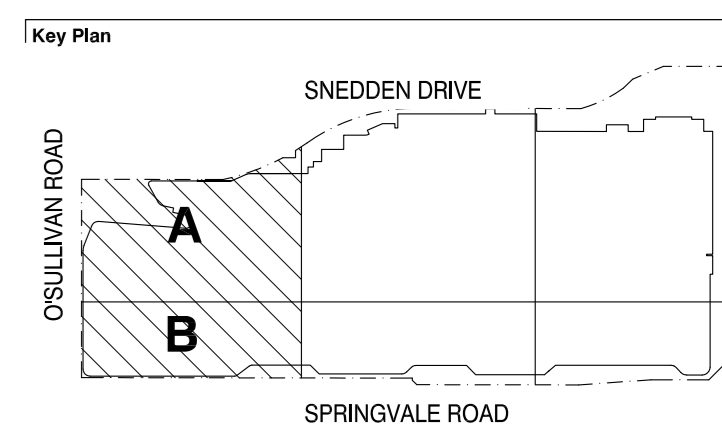 Key Plan
SNEDDEN DRIVE
O'SULLIVAN ROAD
A
B
SPRINGVALE ROAD